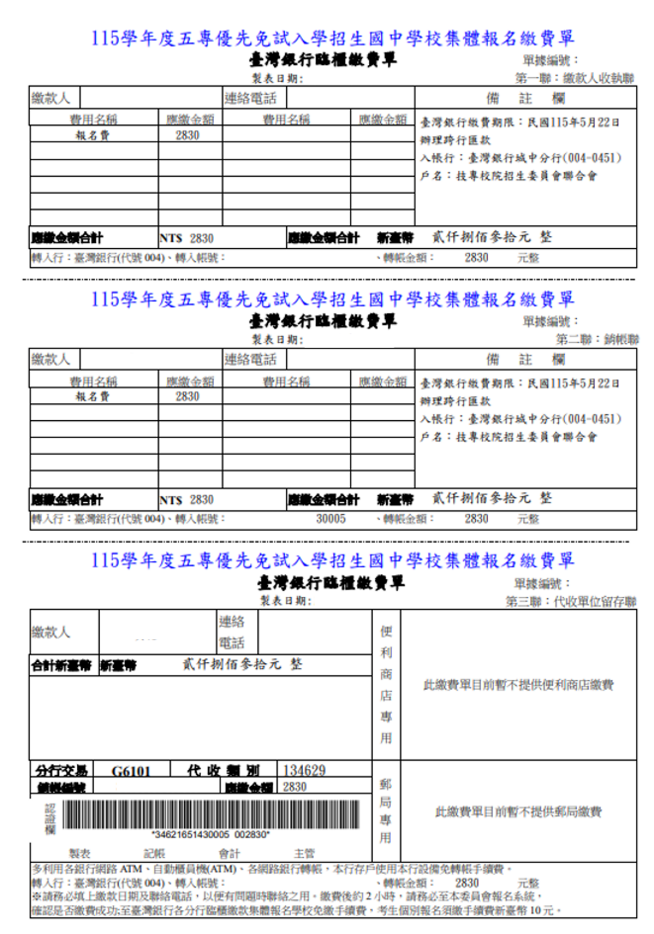 115學年度五專優先免試入學招生國中學校集體報名繳費單
臺灣銀行臨櫃繳費單
單據編號：
製表日期:
第一聯：繳款人收執聯
繳款人 連絡電話 備 註 欄
費用名稱 應繳金額 費用名稱 應繳金額
報名費 2830
臺灣銀行繳費期限：民國115年5月22日
辦理跨行匯款
入帳行：臺灣銀行城中分行(004-0451)
戶名：技專校院招生委員會聯合會
應繳金額合計 NT$ 2830 應繳金額合計 新臺幣 貳仟捌佰參拾元 整
轉入行：臺灣銀行(代號 004)、轉入帳號： 、轉帳金額： 2830 元整
115學年度五專優先免試入學招生國中學校集體報名繳費單
臺灣銀行臨櫃繳費單
單據編號：
製表日期:
第二聯：銷帳聯
繳款人 連絡電話 備 註 欄
費用名稱 應繳金額 費用名稱 應繳金額
報名費 2830
臺灣銀行繳費期限：民國115年5月22日
辦理跨行匯款
入帳行：臺灣銀行城中分行(004-0451)
戶名：技專校院招生委員會聯合會
應繳金額合計 NT$ 2830 應繳金額合計 新臺幣 貳仟捌佰參拾元 整
轉入行：臺灣銀行(代號 004)、轉入帳號： 30005 、轉帳金額： 2830 元整
115學年度五專優先免試入學招生國中學校集體報名繳費單
臺灣銀行臨櫃繳費單
單據編號：
製表日期:
第三聯：代收單位留存聯
繳款人
連絡電話
合計新臺幣 新臺幣 貳仟捌佰參拾元 整
便利商店專用
此繳費單目前暫不提供便利商店繳費
分行交易 G6101 代 收 類 別 134629
銷帳編號 應繳金額 2830
認證欄
*34621651430005 002830*
製表 記帳 會計 主管
郵局專用
此繳費單目前暫不提供郵局繳費
多利用各銀行網路 ATM、自動櫃員機(ATM)、各網路銀行轉帳，本行存戶使用本行設備免轉帳手續費。
轉入行：臺灣銀行(代號 004)、轉入帳號： 、轉帳金額： 2830 元整
※請務必填上繳款日期及聯絡電話，以便有問題時聯絡之用。繳費後約 2 小時，請務必至本委員會報名系統，
確認是否繳費成功;至臺灣銀行各分行臨櫃繳款集體報名學校免繳手續費，考生個別報名須繳手續費新臺幣 10 元。